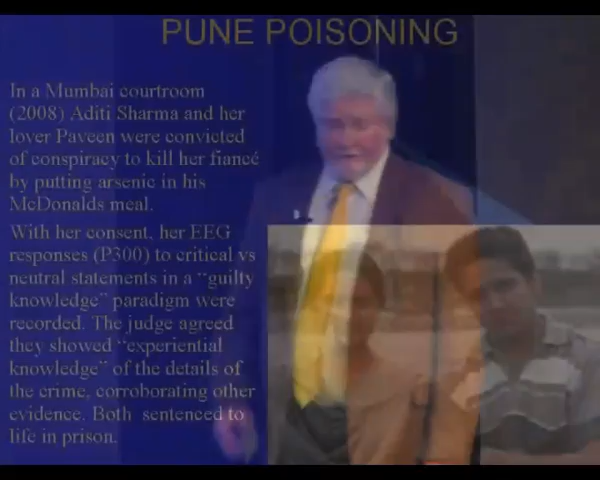 PUNE POISONING
In a Mumbai courtroom
(2008) Aditi Sharma and her
lover Paveen were convicted
of conspiracy to kill her fiancé
by putting arsenic in his
McDonalds meal.
With her consent, her EEG
responses (P300) to critical vs
neutral statements in a "guilty
knowledge" paradigm were
recorded. The judge agreed
they showed "experiential
knowledge" of the details of
the crime, corroborating other
evidence. Both sentenced to
life in prison.